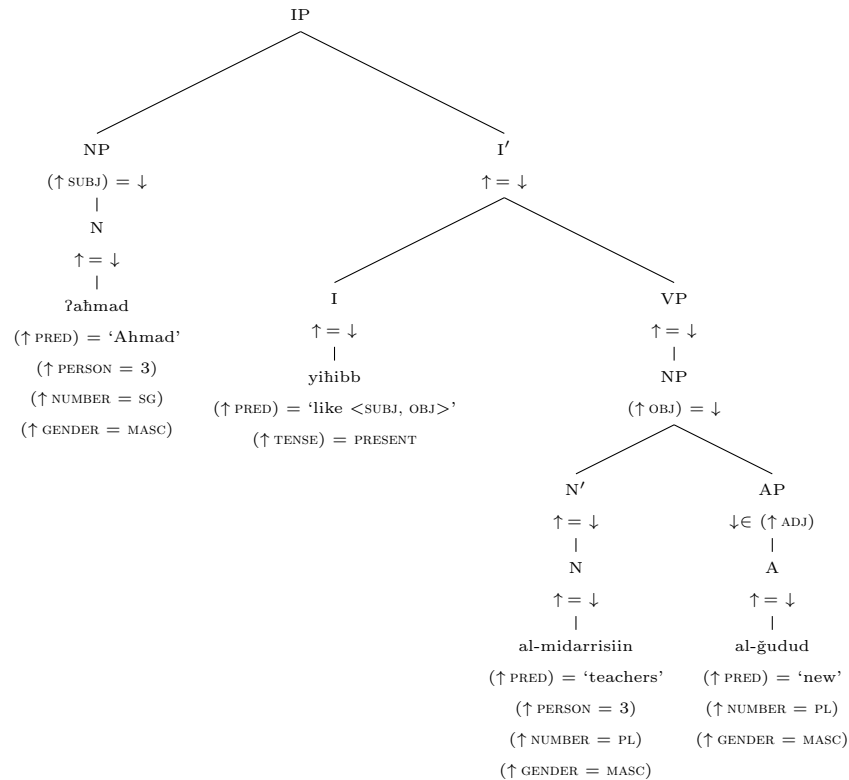 IP
NP I′
(↑ SUBJ) = ↓ ↑ = ↓
N
↑ = ↓
ʔaħmad I VP
(↑ PRED) = ‘Ahmad’ ↑ = ↓ ↑ = ↓
(↑ PERSON = 3) yiħibb NP
(↑ NUMBER = SG) (↑ PRED) = ‘like <SUBJ, OBJ>’ (↑ OBJ) = ↓
(↑ GENDER = MASC) (↑ TENSE) = PRESENT
N′ AP
↑ = ↓ ↓∈ (↑ ADJ)
N A
↑ = ↓ ↑ = ↓
al-midarrisiin al-ğudud
(↑ PRED) = ‘teachers’ (↑ PRED) = ‘new’
(↑ PERSON = 3) (↑ NUMBER = PL)
(↑ NUMBER = PL) (↑ GENDER = MASC)
(↑ GENDER = MASC)